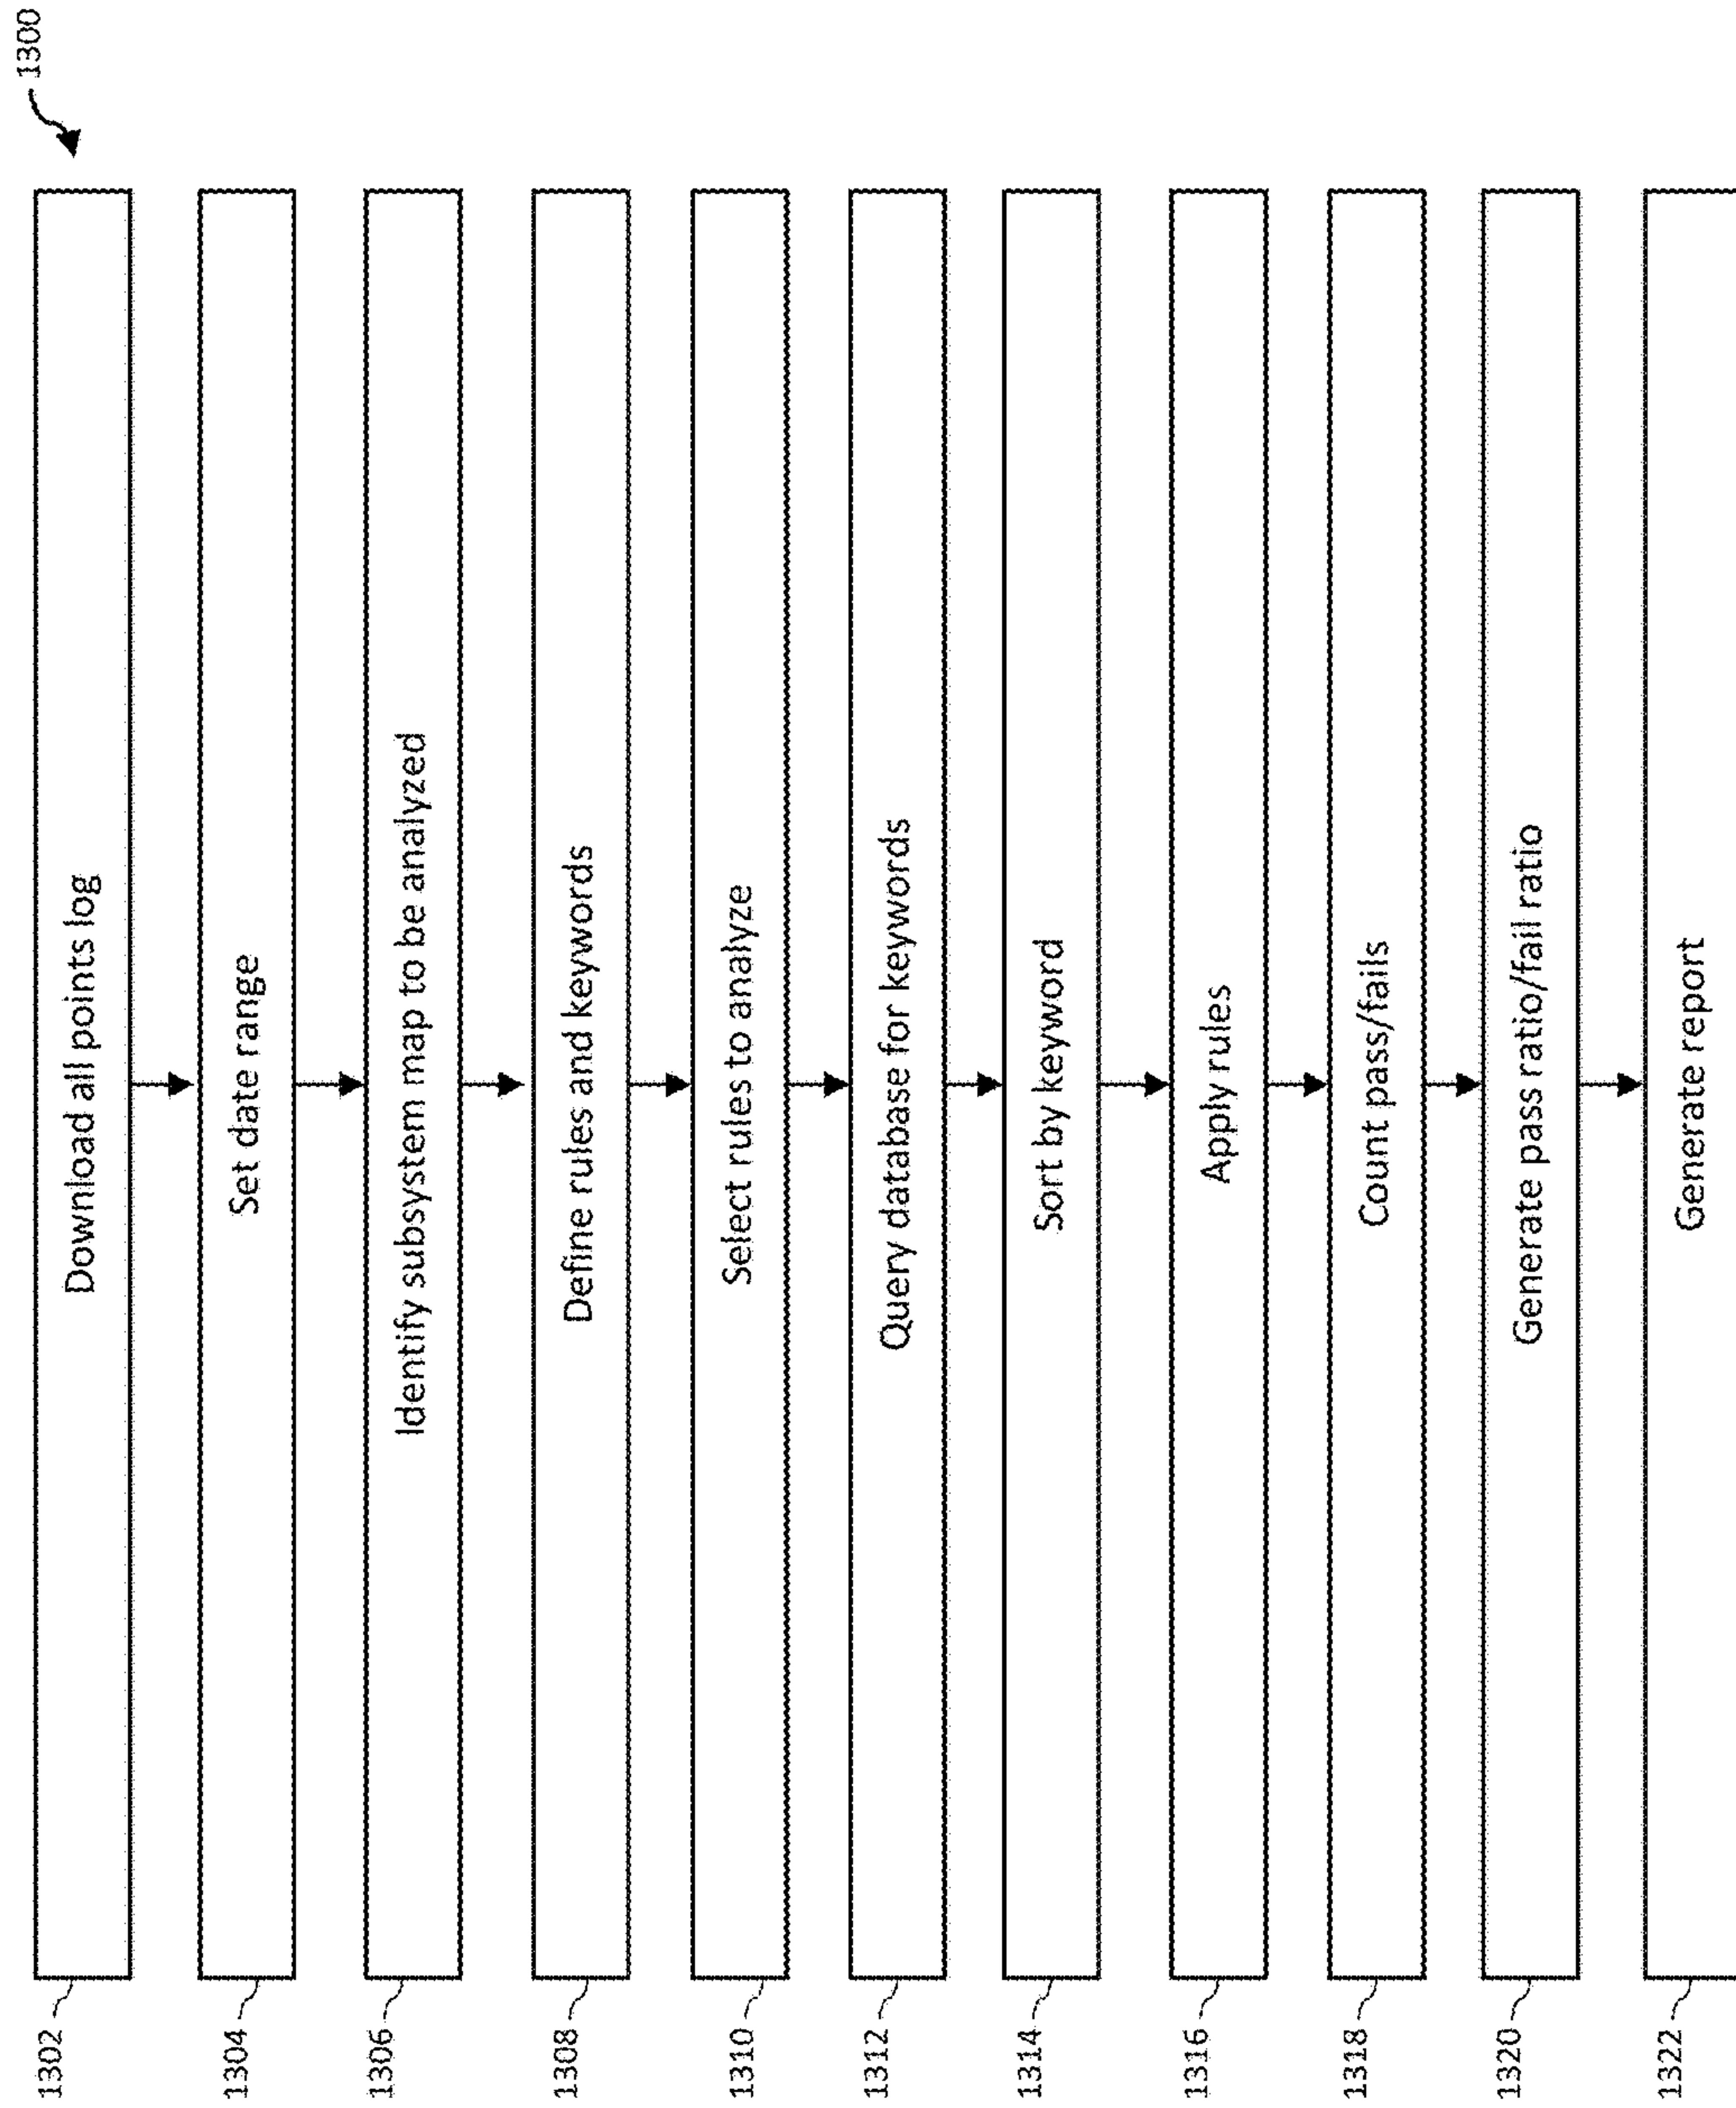 1300
1302
Download all points log
1304
Set date range
1306
Identify subsystem map to be analyzed
1308
Define rules and keywords
1310
Select rules to analyze
1312
Query database for keywords
1314
Sort by keyword
1316
Apply rules
1318
Count pass/fails
1320
Generate pass ratio/fail ratio
1322
Generate report